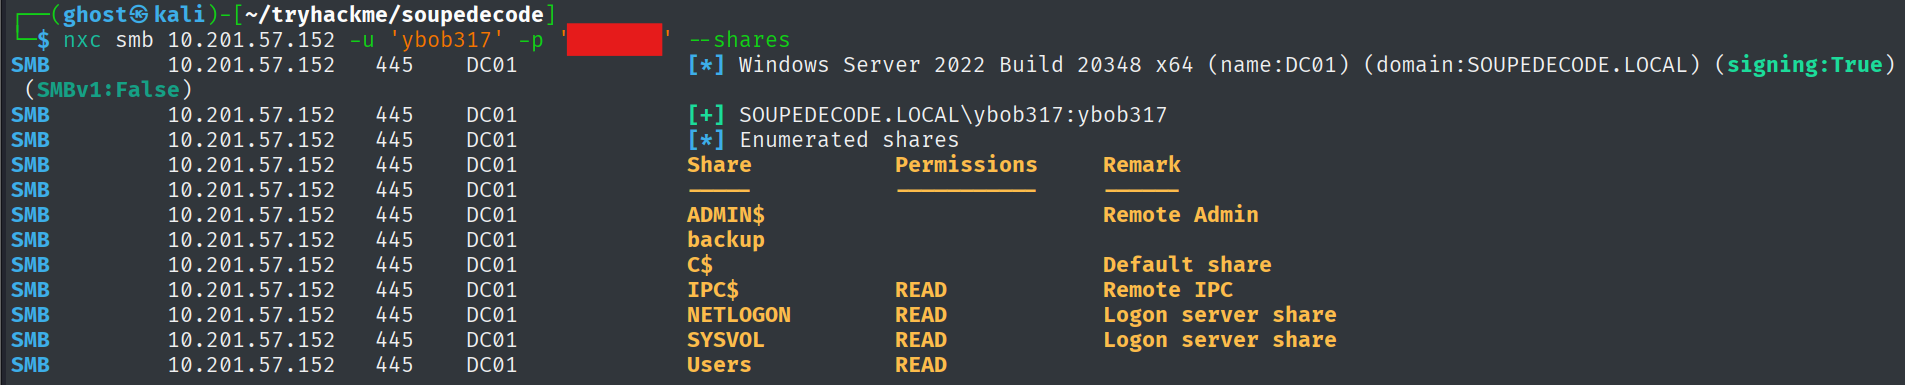 ┌──(ghost㉿kali)-[~/tryhackme/soupedecode]
└─$ nxc smb 10.201.57.152 -u 'ybob317' -p '' --shares
SMB 10.201.57.152 445 DC01 [*] Windows Server 2022 Build 20348 x64 (name:DC01) (domain:SOUPEDECODE.LOCAL) (signing:True)
(SMBv1:False)
SMB 10.201.57.152 445 DC01 [+] SOUPEDECODE.LOCAL\ybob317:ybob317
SMB 10.201.57.152 445 DC01 [*] Enumerated shares
SMB 10.201.57.152 445 DC01 Share Permissions Remark
SMB 10.201.57.152 445 DC01 ----- ----------- ------
SMB 10.201.57.152 445 DC01 ADMIN$ Remote Admin
SMB 10.201.57.152 445 DC01 backup
SMB 10.201.57.152 445 DC01 C$ Default share
SMB 10.201.57.152 445 DC01 IPC$ READ Remote IPC
SMB 10.201.57.152 445 DC01 NETLOGON READ Logon server share
SMB 10.201.57.152 445 DC01 SYSVOL READ Logon server share
SMB 10.201.57.152 445 DC01 Users READ